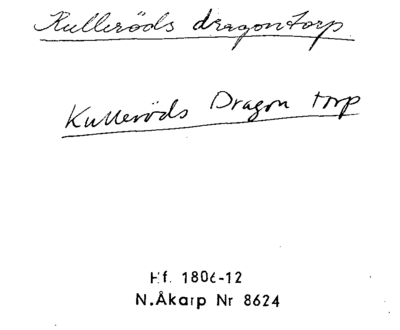 Kulleröds dragontorp
Kulleröds Dragon torp
Hf. 1806-12
N.Åkarp Nr 8624